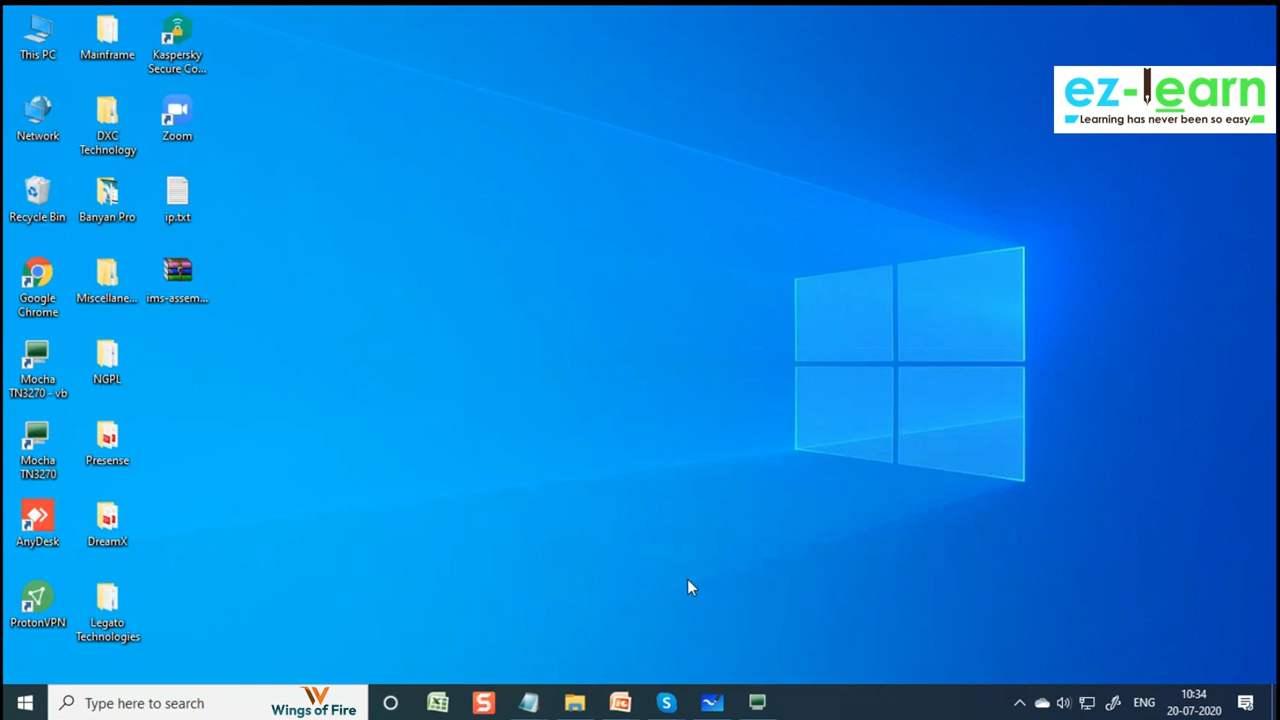 This PC
Mainframe
Kaspersky
Secure Co...
Network
DXC
Technology
Zoom
Recycle Bin
Banyan Pro
ip.txt
Google
Chrome
Miscellane...
ims-assem...
Mocha
TN3270 - vb
NGPL
Mocha
TN3270
Presense
AnyDesk
DreamX
ProtonVPN
Legato
Technologies
ez-learn
Learning has never been so easy
Type here to search
Wings of Fire
ENG
10:34
20-07-2020